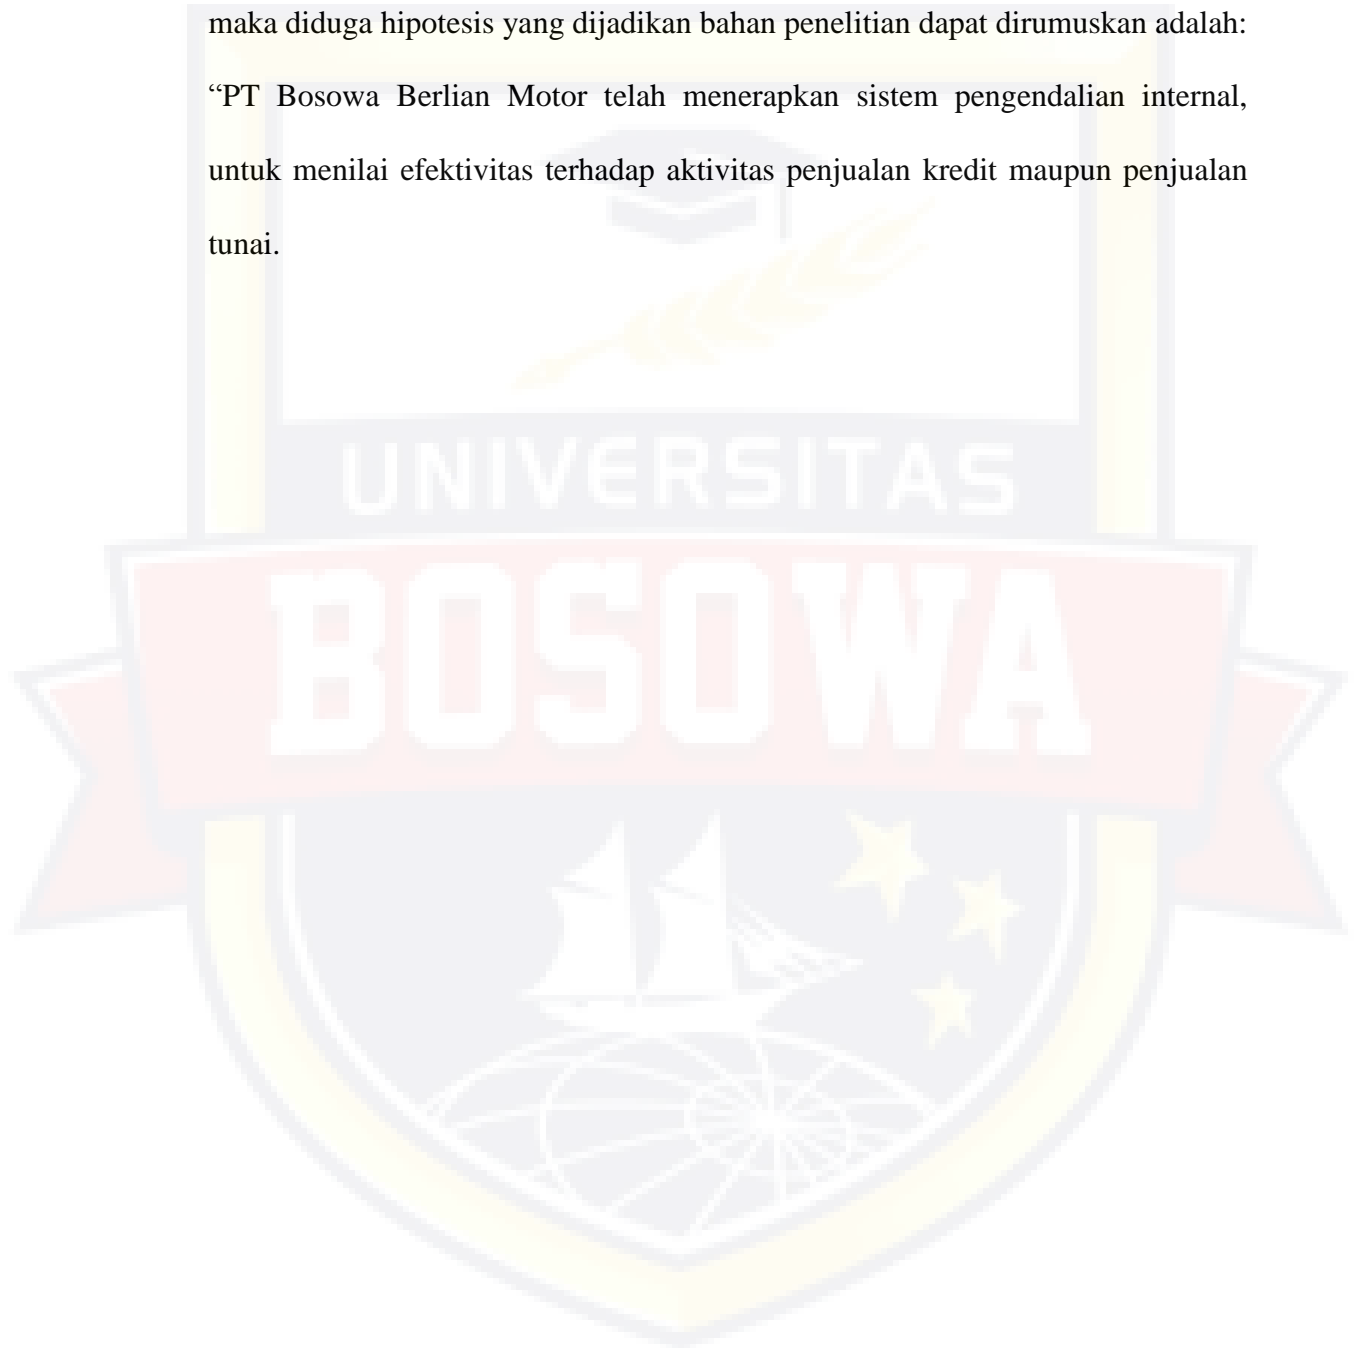 maka diduga hipotesis yang dijadikan bahan penelitian dapat dirumuskan adalah:
“PT Bosowa Berlian Motor telah menerapkan sistem pengendalian internal,
untuk menilai efektivitas terhadap aktivitas penjualan kredit maupun penjualan
tunai.
UNIVERSITAS
BOSOWA